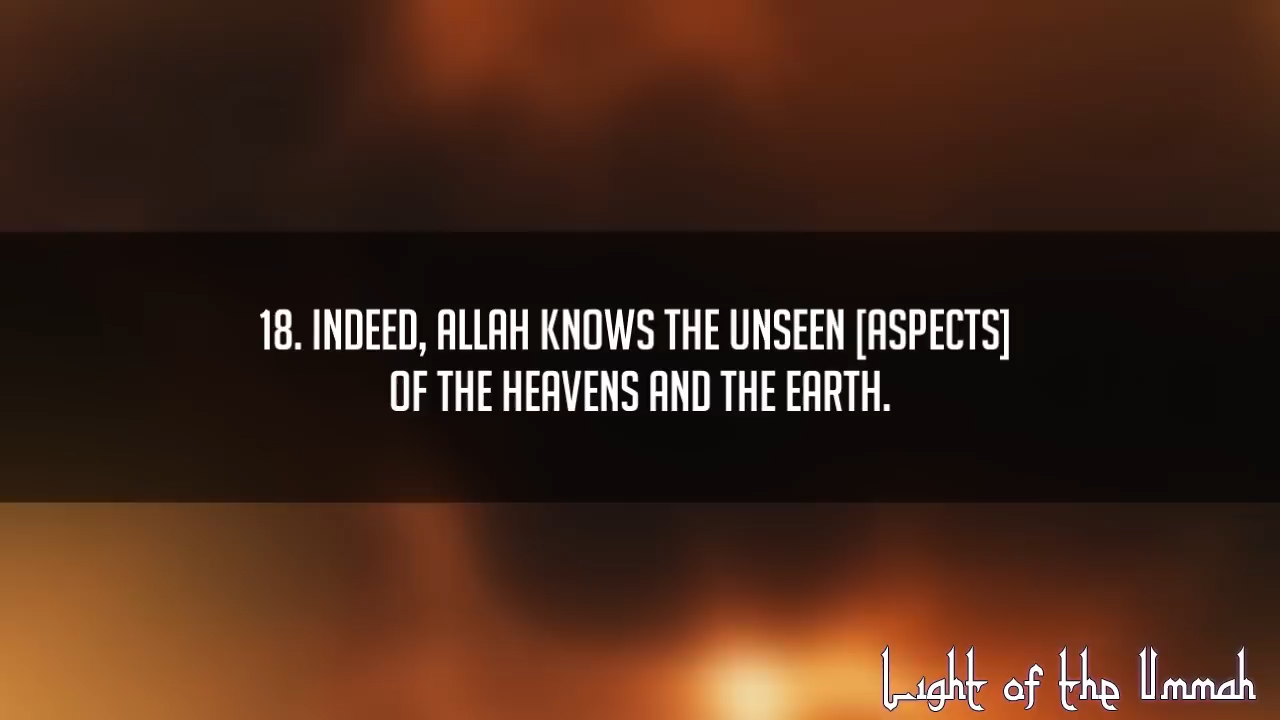 18. INDEED, ALLAH KNOWS THE UNSEEN [ASPECTS]
OF THE HEAVENS AND THE EARTH.
Light of the Ummah